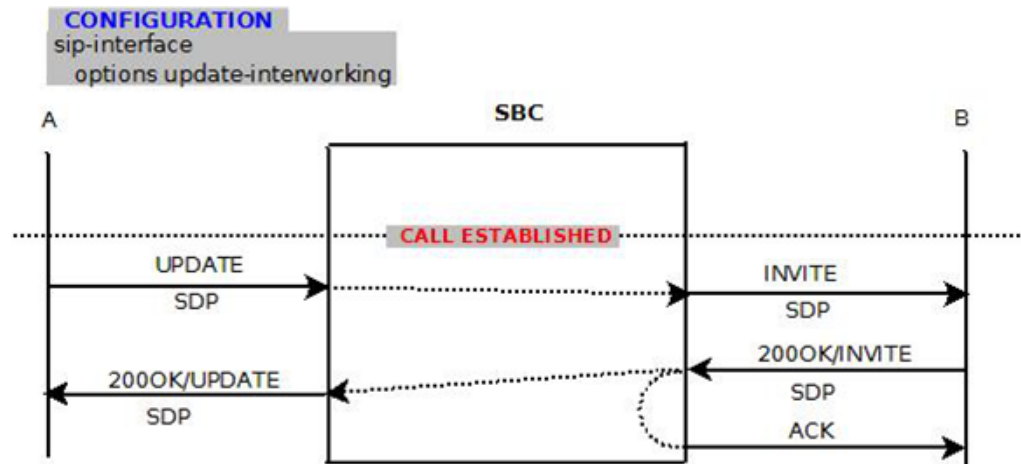 CONFIGURATION
sip-interface
options update-interworking
A
SBC
B
CALL ESTABLISHED
UPDATE
SDP
INVITE
SDP
200OK/INVITE
SDP
200OK/UPDATE
SDP
ACK